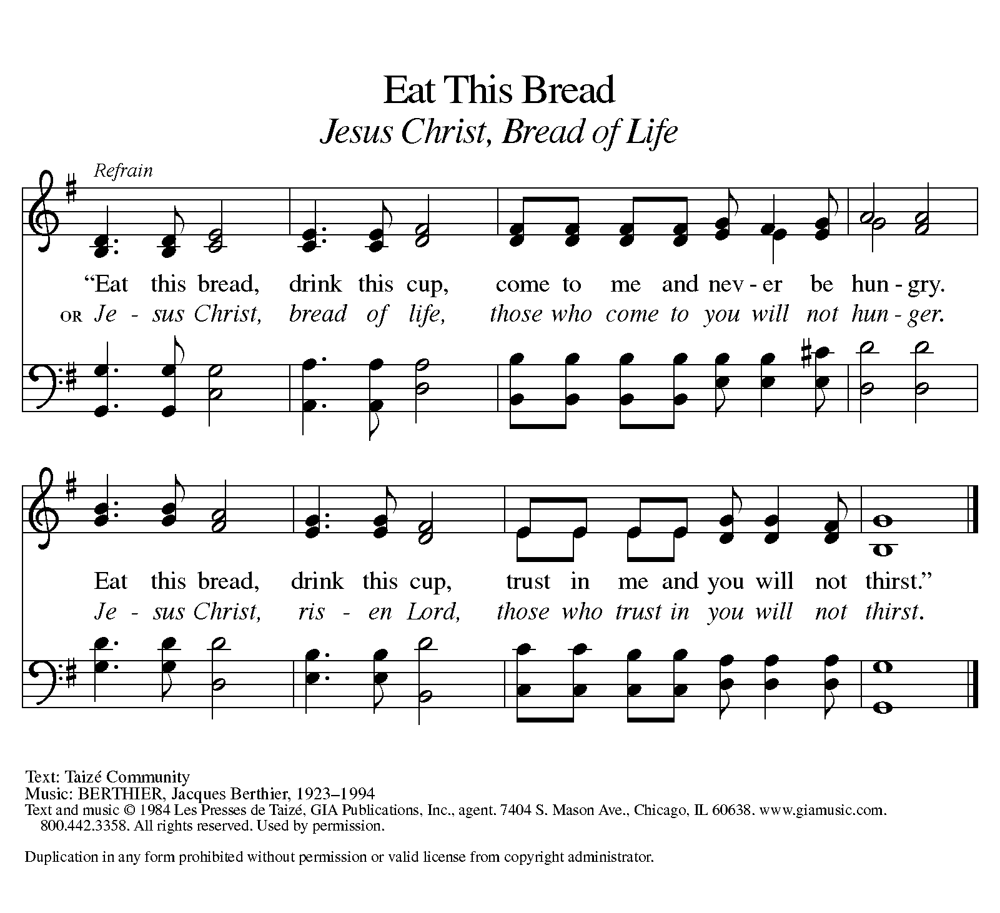 Eat This Bread
Jesus Christ, Bread of Life
Refrain
“Eat this bread, drink this cup, come to me and nev - er be hun - gry.
OR Je - sus Christ, bread of life, those who come to you will not hun - ger.
Eat this bread, drink this cup, trust in me and you will not thirst.”
Je - sus Christ, ris - en Lord, those who trust in you will not thirst.
Text: Taizé Community
Music: BERTHIER, Jacques Berthier, 1923–1994
Text and music © 1984 Les Presses de Taizé, GIA Publications, Inc., agent. 7404 S. Mason Ave., Chicago, IL 60638. www.giamusic.com.
800.442.3358. All rights reserved. Used by permission.
Duplication in any form prohibited without permission or valid license from copyright administrator.